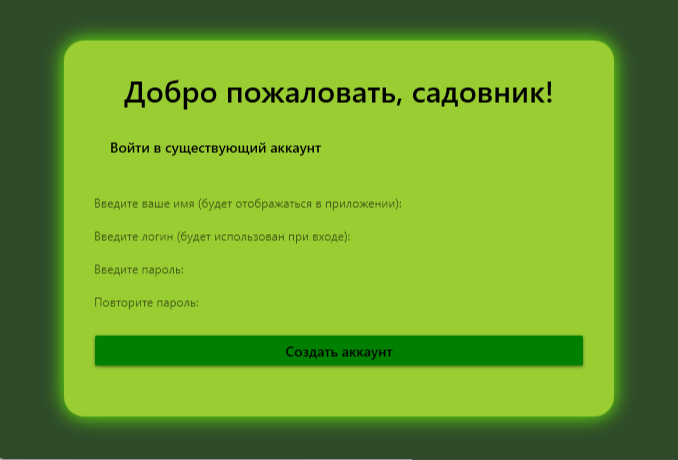 Добро пожаловать, садовник!
Войти в существующий аккаунт
Введите ваше имя (будет отображаться в приложении):
Введите логин (будет использован при входе):
Введите пароль:
Повторите пароль:
Создать аккаунт